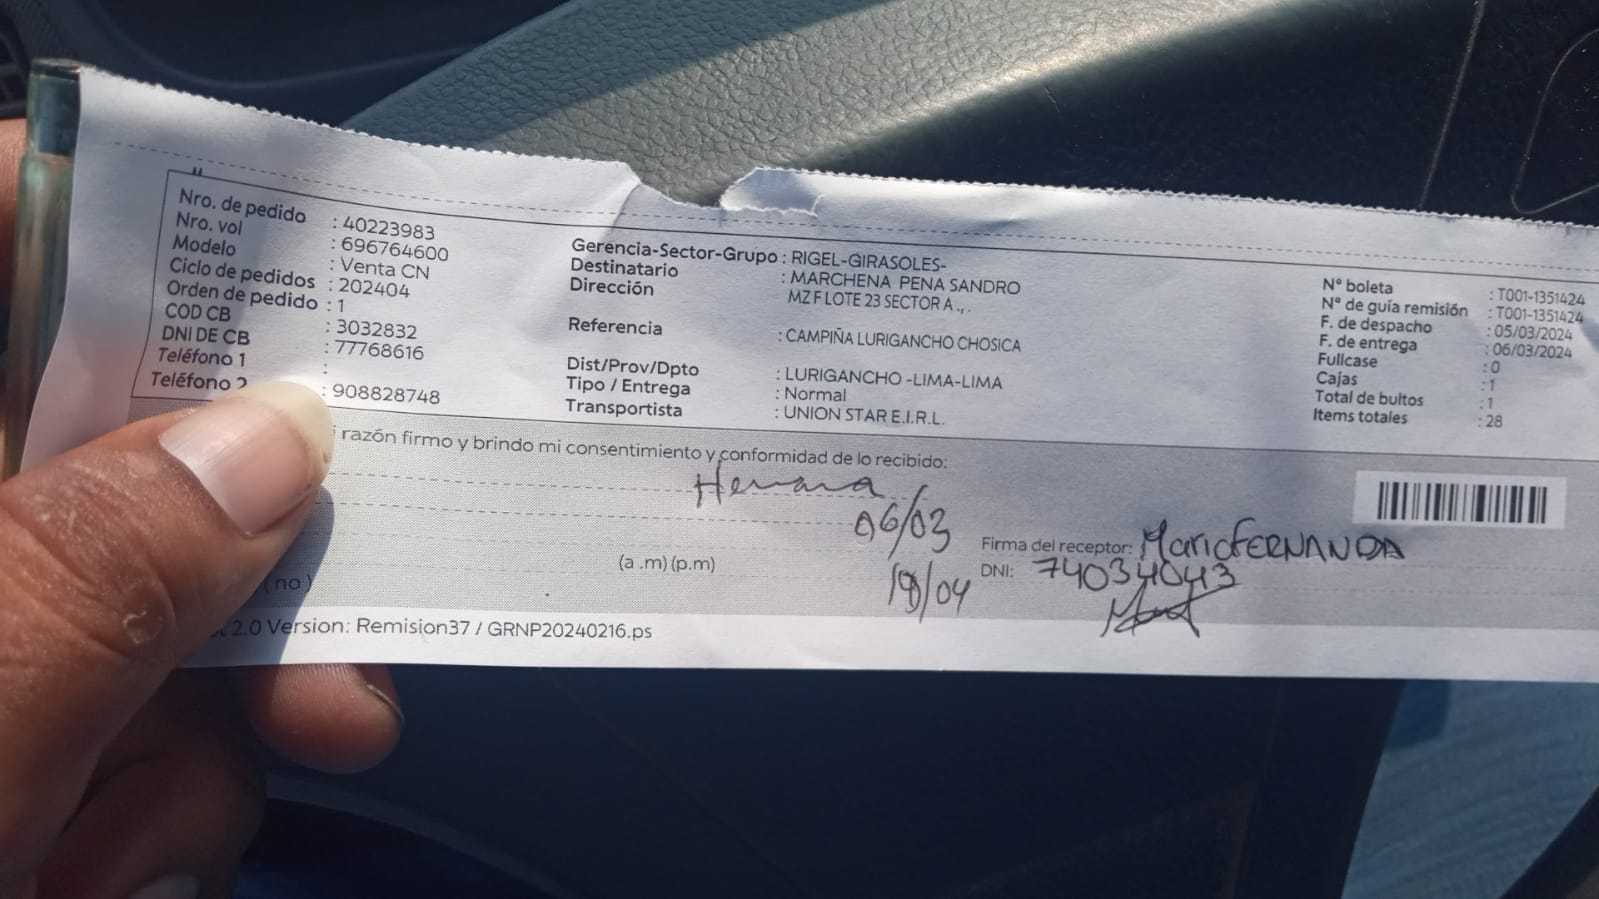 Nro. de pedido : 40223983
Nro. vol : 696764600
Modelo : Venta CN
Ciclo de pedidos : 202404
Orden de pedido : 1
COD CB : 3032832
DNI DE CB : 77768616
Teléfono 1 :
Teléfono 2 : 908828748
Gerencia-Sector-Grupo : RIGEL-GIRASOLES-
Destinatario : MARCHENA PENA SANDRO
Dirección MZ F LOTE 23 SECTOR A .,.
Referencia : CAMPIÑA LURIGANCHO CHOSICA
Dist/Prov/Dpto : LURIGANCHO -LIMA-LIMA
Tipo / Entrega : Normal
Transportista : UNION STAR E.I.R.L.
N° boleta : T001-1351424
N° de guía remisión : T001-1351424
F. de despacho : 05/03/2024
F. de entrega : 06/03/2024
Fullcase : 0
Cajas : 1
Total de bultos : 1
Items totales : 28
razón firmo y brindo mi consentimiento y conformidad de lo recibido:
Hermana
06/03
Firma del receptor: MariaFERNANDA
(a .m) (p.m)
DNI: 74034043
/04
( no )
2.0 Version: Remision37 / GRNP20240216.ps